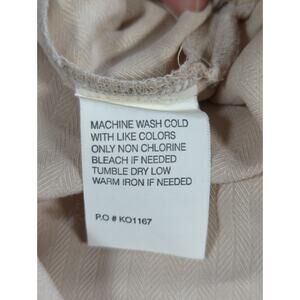 MACHINE WASH COLD
WITH LIKE COLORS
ONLY NON CHLORINE
BLEACH IF NEEDED
TUMBLE DRY LOW
WARM IRON IF NEEDED
P.O # KO1167